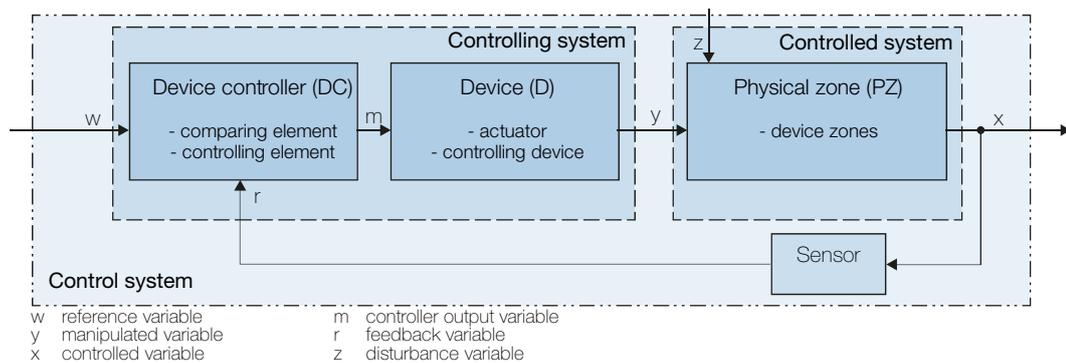 Controlling system
Controlled system
z
Device controller (DC)
- comparing element
- controlling element
Device (D)
- actuator
- controlling device
Physical zone (PZ)
- device zones
w
m
y
x
r
Sensor
Control system
w reference variable
y manipulated variable
x controlled variable
m controller output variable
r feedback variable
z disturbance variable